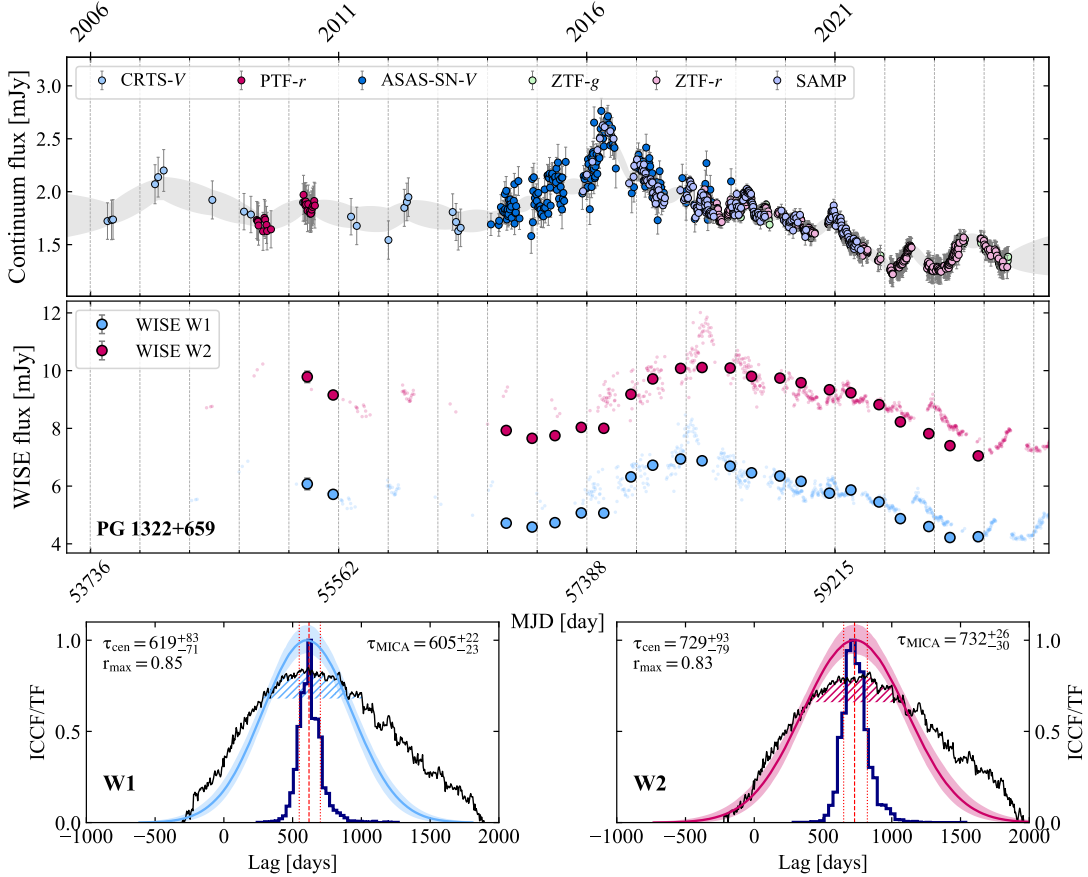 2006 2011 2016 2021
CRTS-V PTF-r ASAS-SN-V ZTF-g ZTF-r SAMP
Continuum flux [mJy]
3.0
2.5
2.0
1.5
WISE W1
WISE W2
WISE flux [mJy]
12
10
8
6
4
PG 1322+659
53736 55562 57388 59215
MJD [day]
τcen = 619 +83 −71
rmax = 0.85
τMICA = 605 +22 −23
ICCF/TF
1.0
0.5
0.0
W1
−1000 −500 0 500 1000 1500 2000
Lag [days]
τcen = 729 +93 −79
rmax = 0.83
τMICA = 732 +26 −30
ICCF/TF
1.0
0.5
0.0
W2
−1000 −500 0 500 1000 1500 2000
Lag [days]